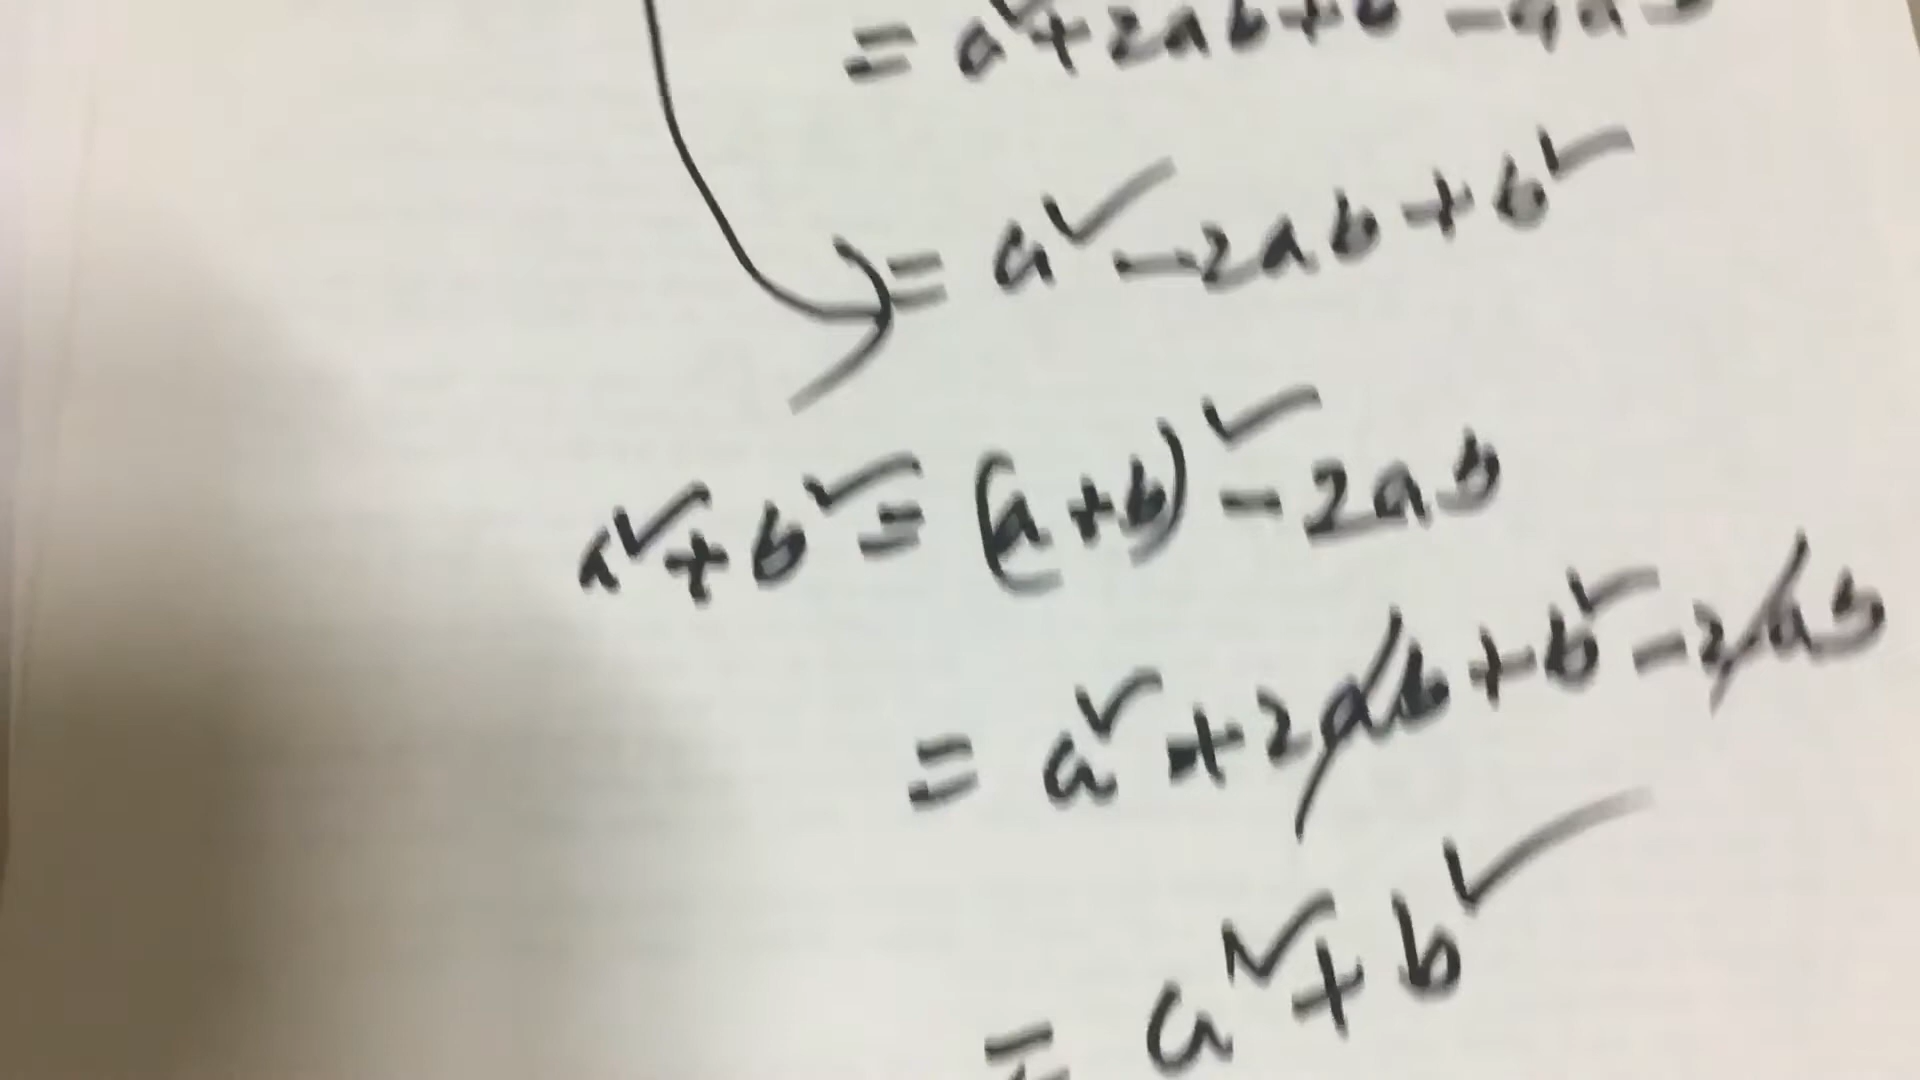 = a²+2ab+b²-4ab
= a²-2ab+b²
a²+b² = (a+b)²-2ab
= a²+2ab+b²-2ab
= a²+b²